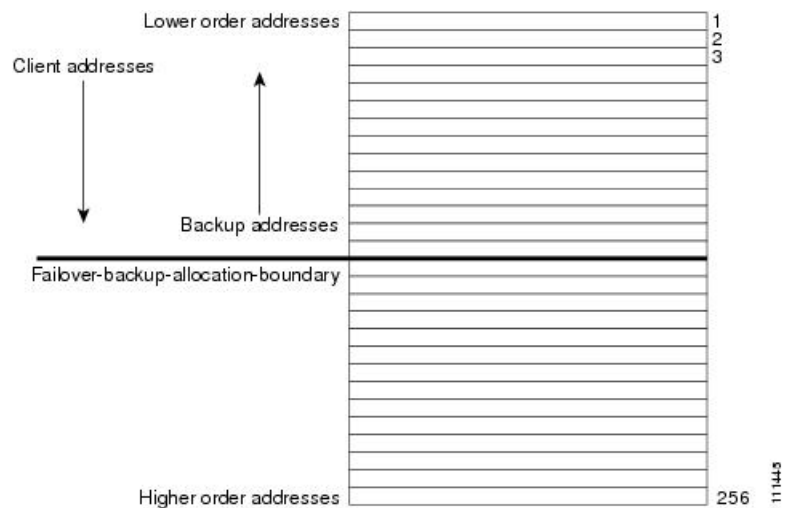 Lower order addresses
1
2
3
Client addresses
Backup addresses
Failover-backup-allocation-boundary
Higher order addresses
256
111445